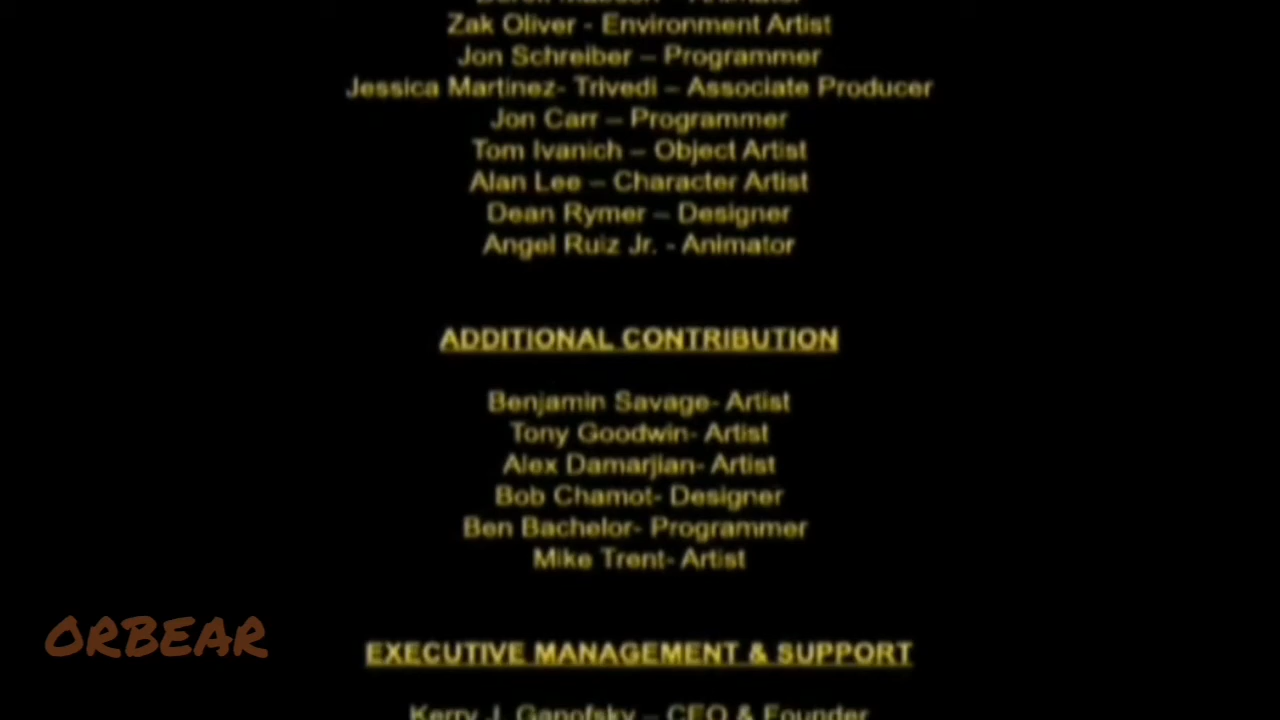 Zak Oliver - Environment Artist
Jon Schreiber – Programmer
Jessica Martinez- Trivedi – Associate Producer
Jon Carr – Programmer
Tom Ivanich – Object Artist
Alan Lee – Character Artist
Dean Rymer – Designer
Angel Ruiz Jr. - Animator
ADDITIONAL CONTRIBUTION
Benjamin Savage- Artist
Tony Goodwin- Artist
Alex Damarjian- Artist
Bob Chamot- Designer
Ben Bachelor- Programmer
Mike Trent- Artist
ORBEAR
EXECUTIVE MANAGEMENT & SUPPORT
Kerry J. Ganofsky – CEO & Founder